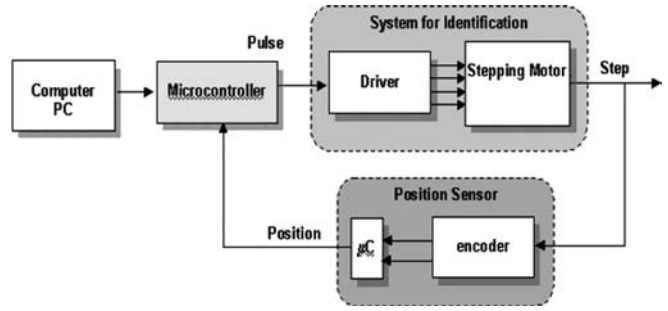 System for Identification
Pulse
Computer
PC
Microcontroller
Driver
Stepping Motor
Step
Position Sensor
Position
μC
encoder